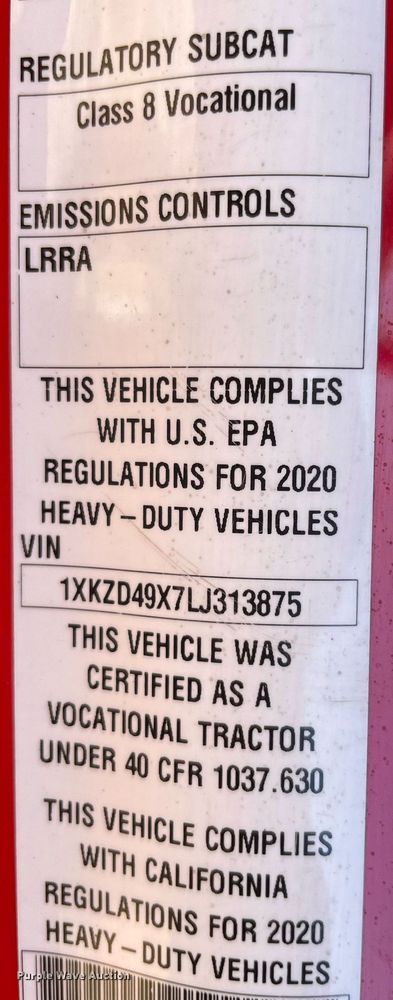 REGULATORY SUBCAT
Class 8 Vocational
EMISSIONS CONTROLS
LRRA
THIS VEHICLE COMPLIES
WITH U.S. EPA
REGULATIONS FOR 2020
HEAVY-DUTY VEHICLES
VIN
1XKZD49X7LJ313875
THIS VEHICLE WAS
CERTIFIED AS A
VOCATIONAL TRACTOR
UNDER 40 CFR 1037.630
THIS VEHICLE COMPLIES
WITH CALIFORNIA
REGULATIONS FOR 2020
HEAVY-DUTY VEHICLES
Purple Wave Auction